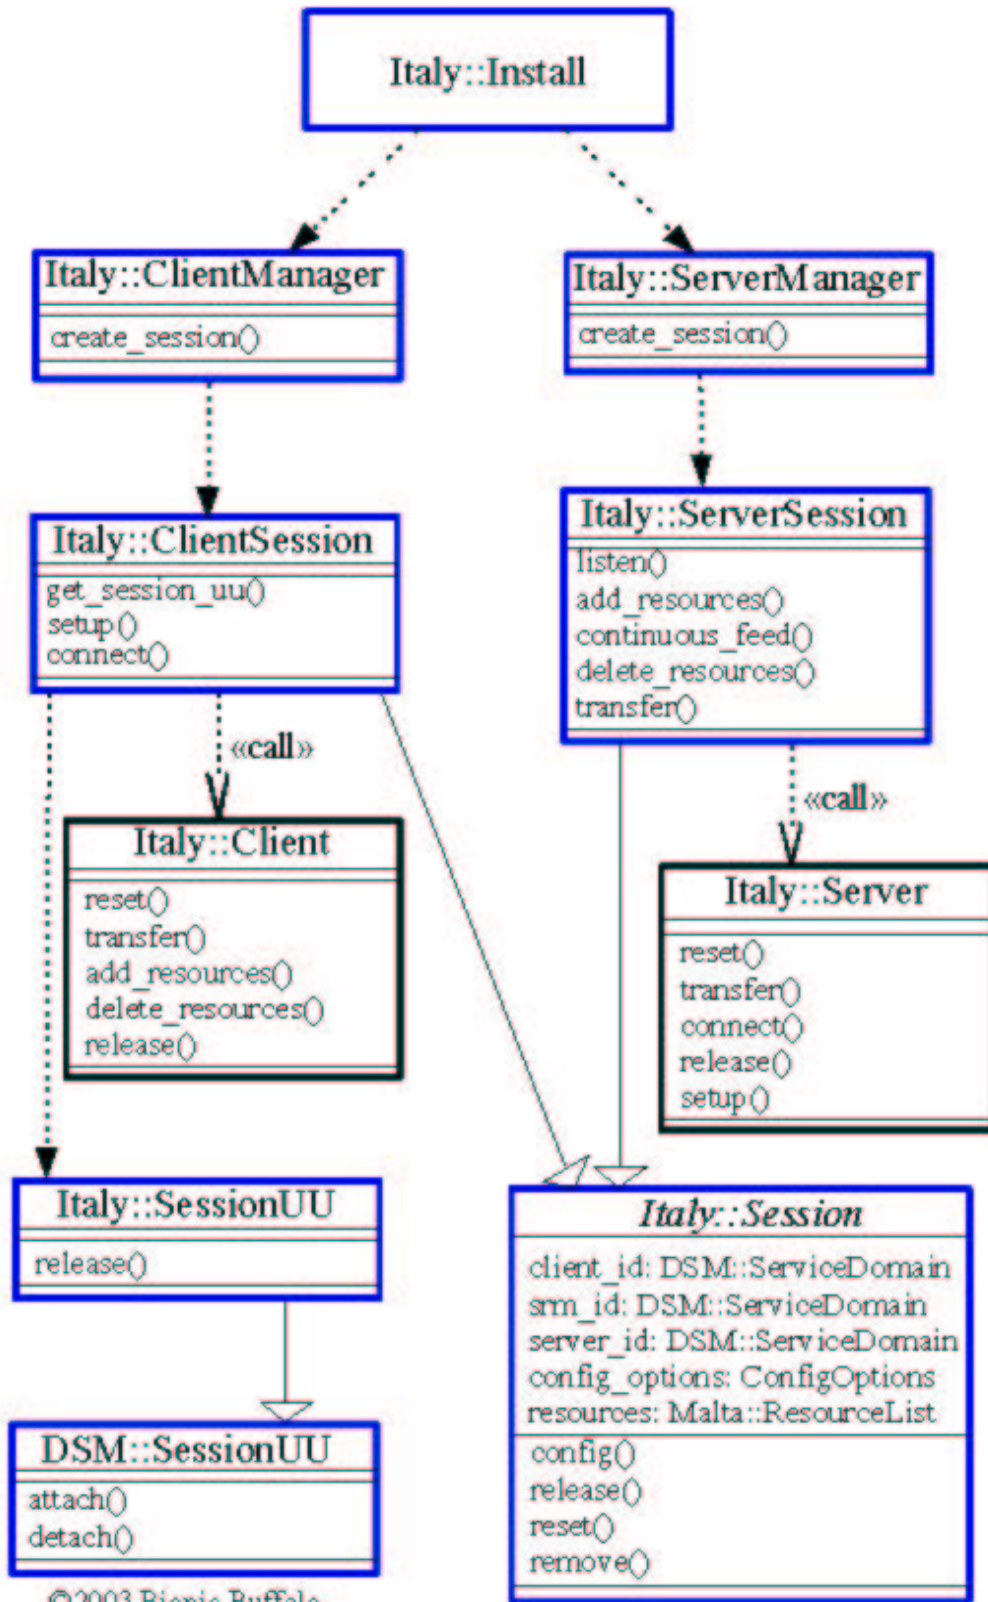 Italy::Install
Italy::ClientManager
create_session()
Italy::ServerManager
create_session()
Italy::ClientSession
get_session_uu()
setup()
connect()
Italy::ServerSession
listen()
add_resources()
continuous_feed()
delete_resources()
transfer()
«call»
«call»
Italy::Client
reset()
transfer()
add_resources()
delete_resources()
release()
Italy::Server
reset()
transfer()
connect()
release()
setup()
Italy::SessionUU
release()
Italy::Session
client_id: DSM::ServiceDomain
srm_id: DSM::ServiceDomain
server_id: DSM::ServiceDomain
config_options: ConfigOptions
resources: Malta::ResourceList
config()
release()
reset()
remove()
DSM::SessionUU
attach()
detach()
©2003 Bionic Buffalo